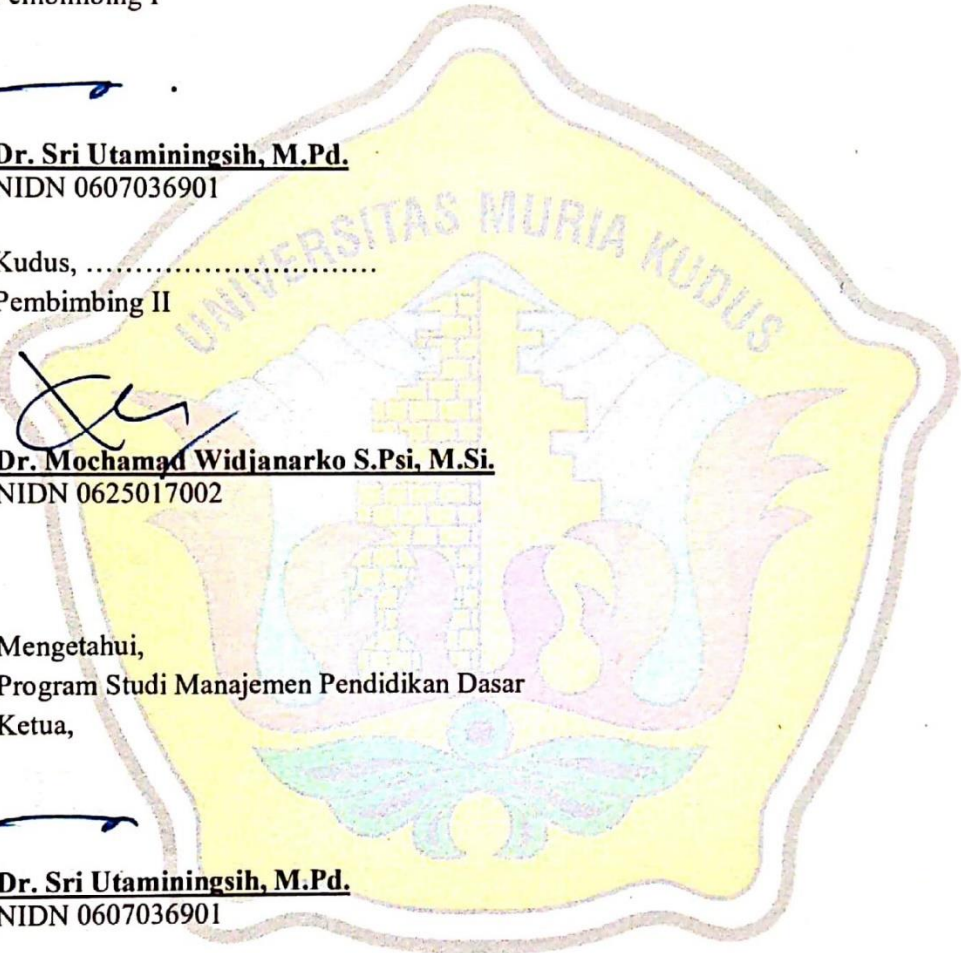 Pembimbing I
Dr. Sri Utaminingsih, M.Pd.
NIDN 0607036901
UNIVERSITAS MURIA KUDUS
Kudus, ................................
Pembimbing II
Dr. Mochamad Widjanarko S.Psi, M.Si.
NIDN 0625017002
Mengetahui,
Program Studi Manajemen Pendidikan Dasar
Ketua,
Dr. Sri Utaminingsih, M.Pd.
NIDN 0607036901